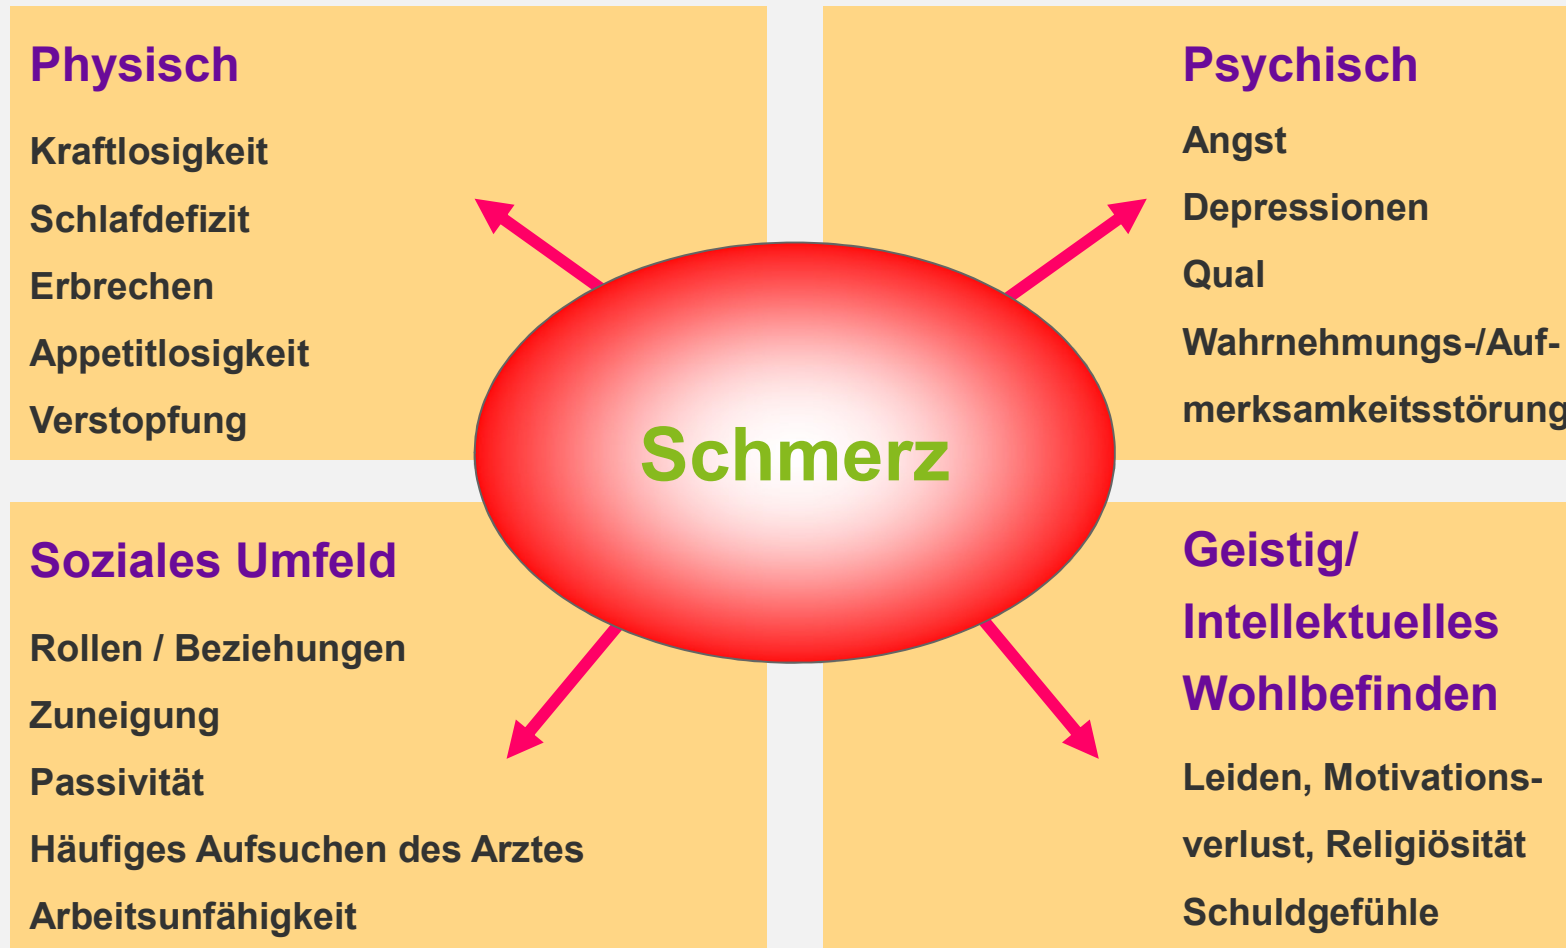 Physisch
Kraftlosigkeit
Schlafdefizit
Erbrechen
Appetitlosigkeit
Verstopfung
Psychisch
Angst
Depressionen
Qual
Wahrnehmungs-/Auf-
merksamkeitsstörung
Schmerz
Soziales Umfeld
Rollen / Beziehungen
Zuneigung
Passivität
Häufiges Aufsuchen des Arztes
Arbeitsunfähigkeit
Geistig/
Intellektuelles
Wohlbefinden
Leiden, Motivations-
verlust, Religiösität
Schuldgefühle